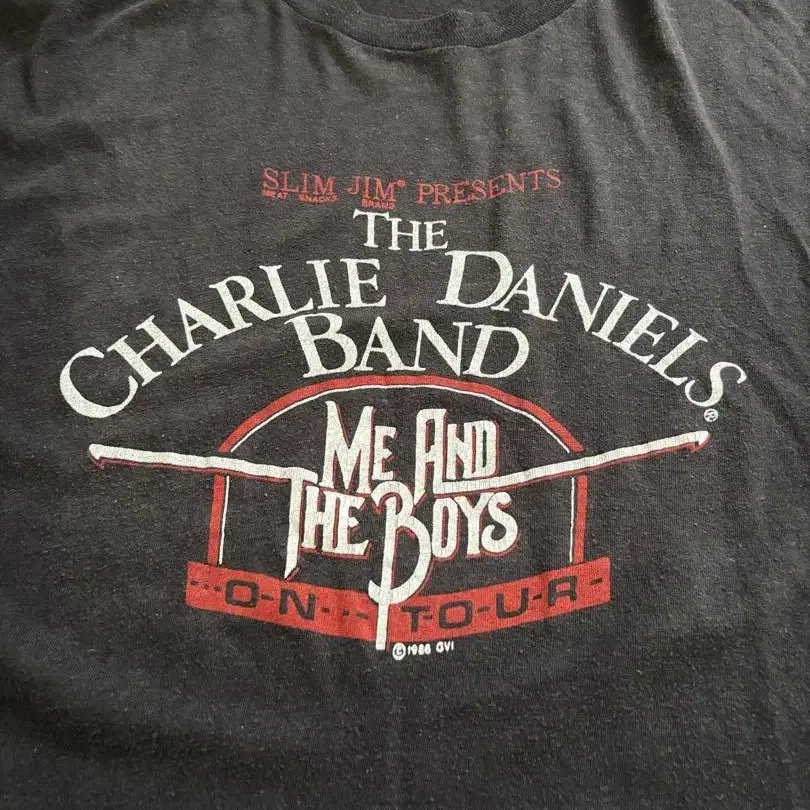 SLIM JIM® PRESENTS
MEAT SNACKS BRAND
THE
CHARLIE DANIELS
BAND ®
ME AND
THE BOYS
---O-N--- T-O-U-R-
© 1986 GVI